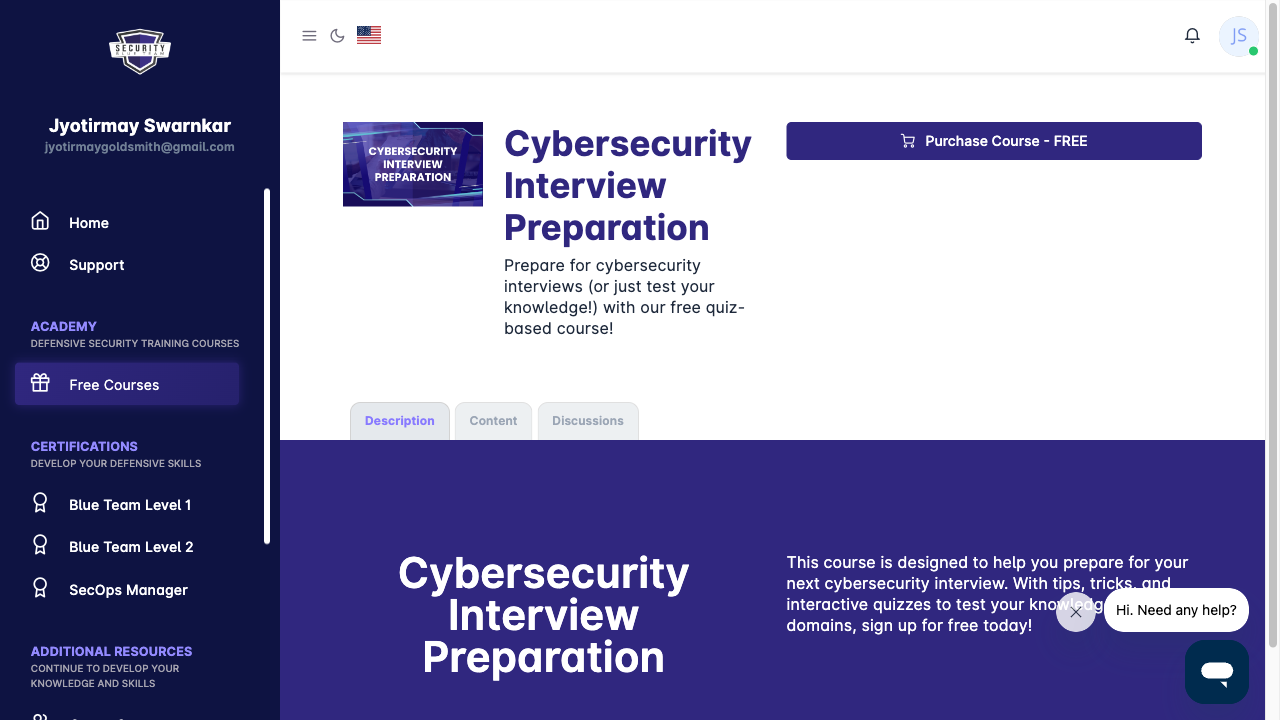 SECURITY
BLUE TEAM
Jyotirmay Swarnkar
jyotirmaygoldsmith@gmail.com
Home
Support
ACADEMY
DEFENSIVE SECURITY TRAINING COURSES
Free Courses
CERTIFICATIONS
DEVELOP YOUR DEFENSIVE SKILLS
Blue Team Level 1
Blue Team Level 2
SecOps Manager
ADDITIONAL RESOURCES
CONTINUE TO DEVELOP YOUR
KNOWLEDGE AND SKILLS
JS
CYBERSECURITY
INTERVIEW
PREPARATION
Cybersecurity
Interview
Preparation
Prepare for cybersecurity
interviews (or just test your
knowledge!) with our free quiz-
based course!
Purchase Course - FREE
Description
Content
Discussions
Cybersecurity
Interview
Preparation
This course is designed to help you prepare for your
next cybersecurity interview. With tips, tricks, and
interactive quizzes to test your
domains, sign up for free today!
Hi. Need any help?